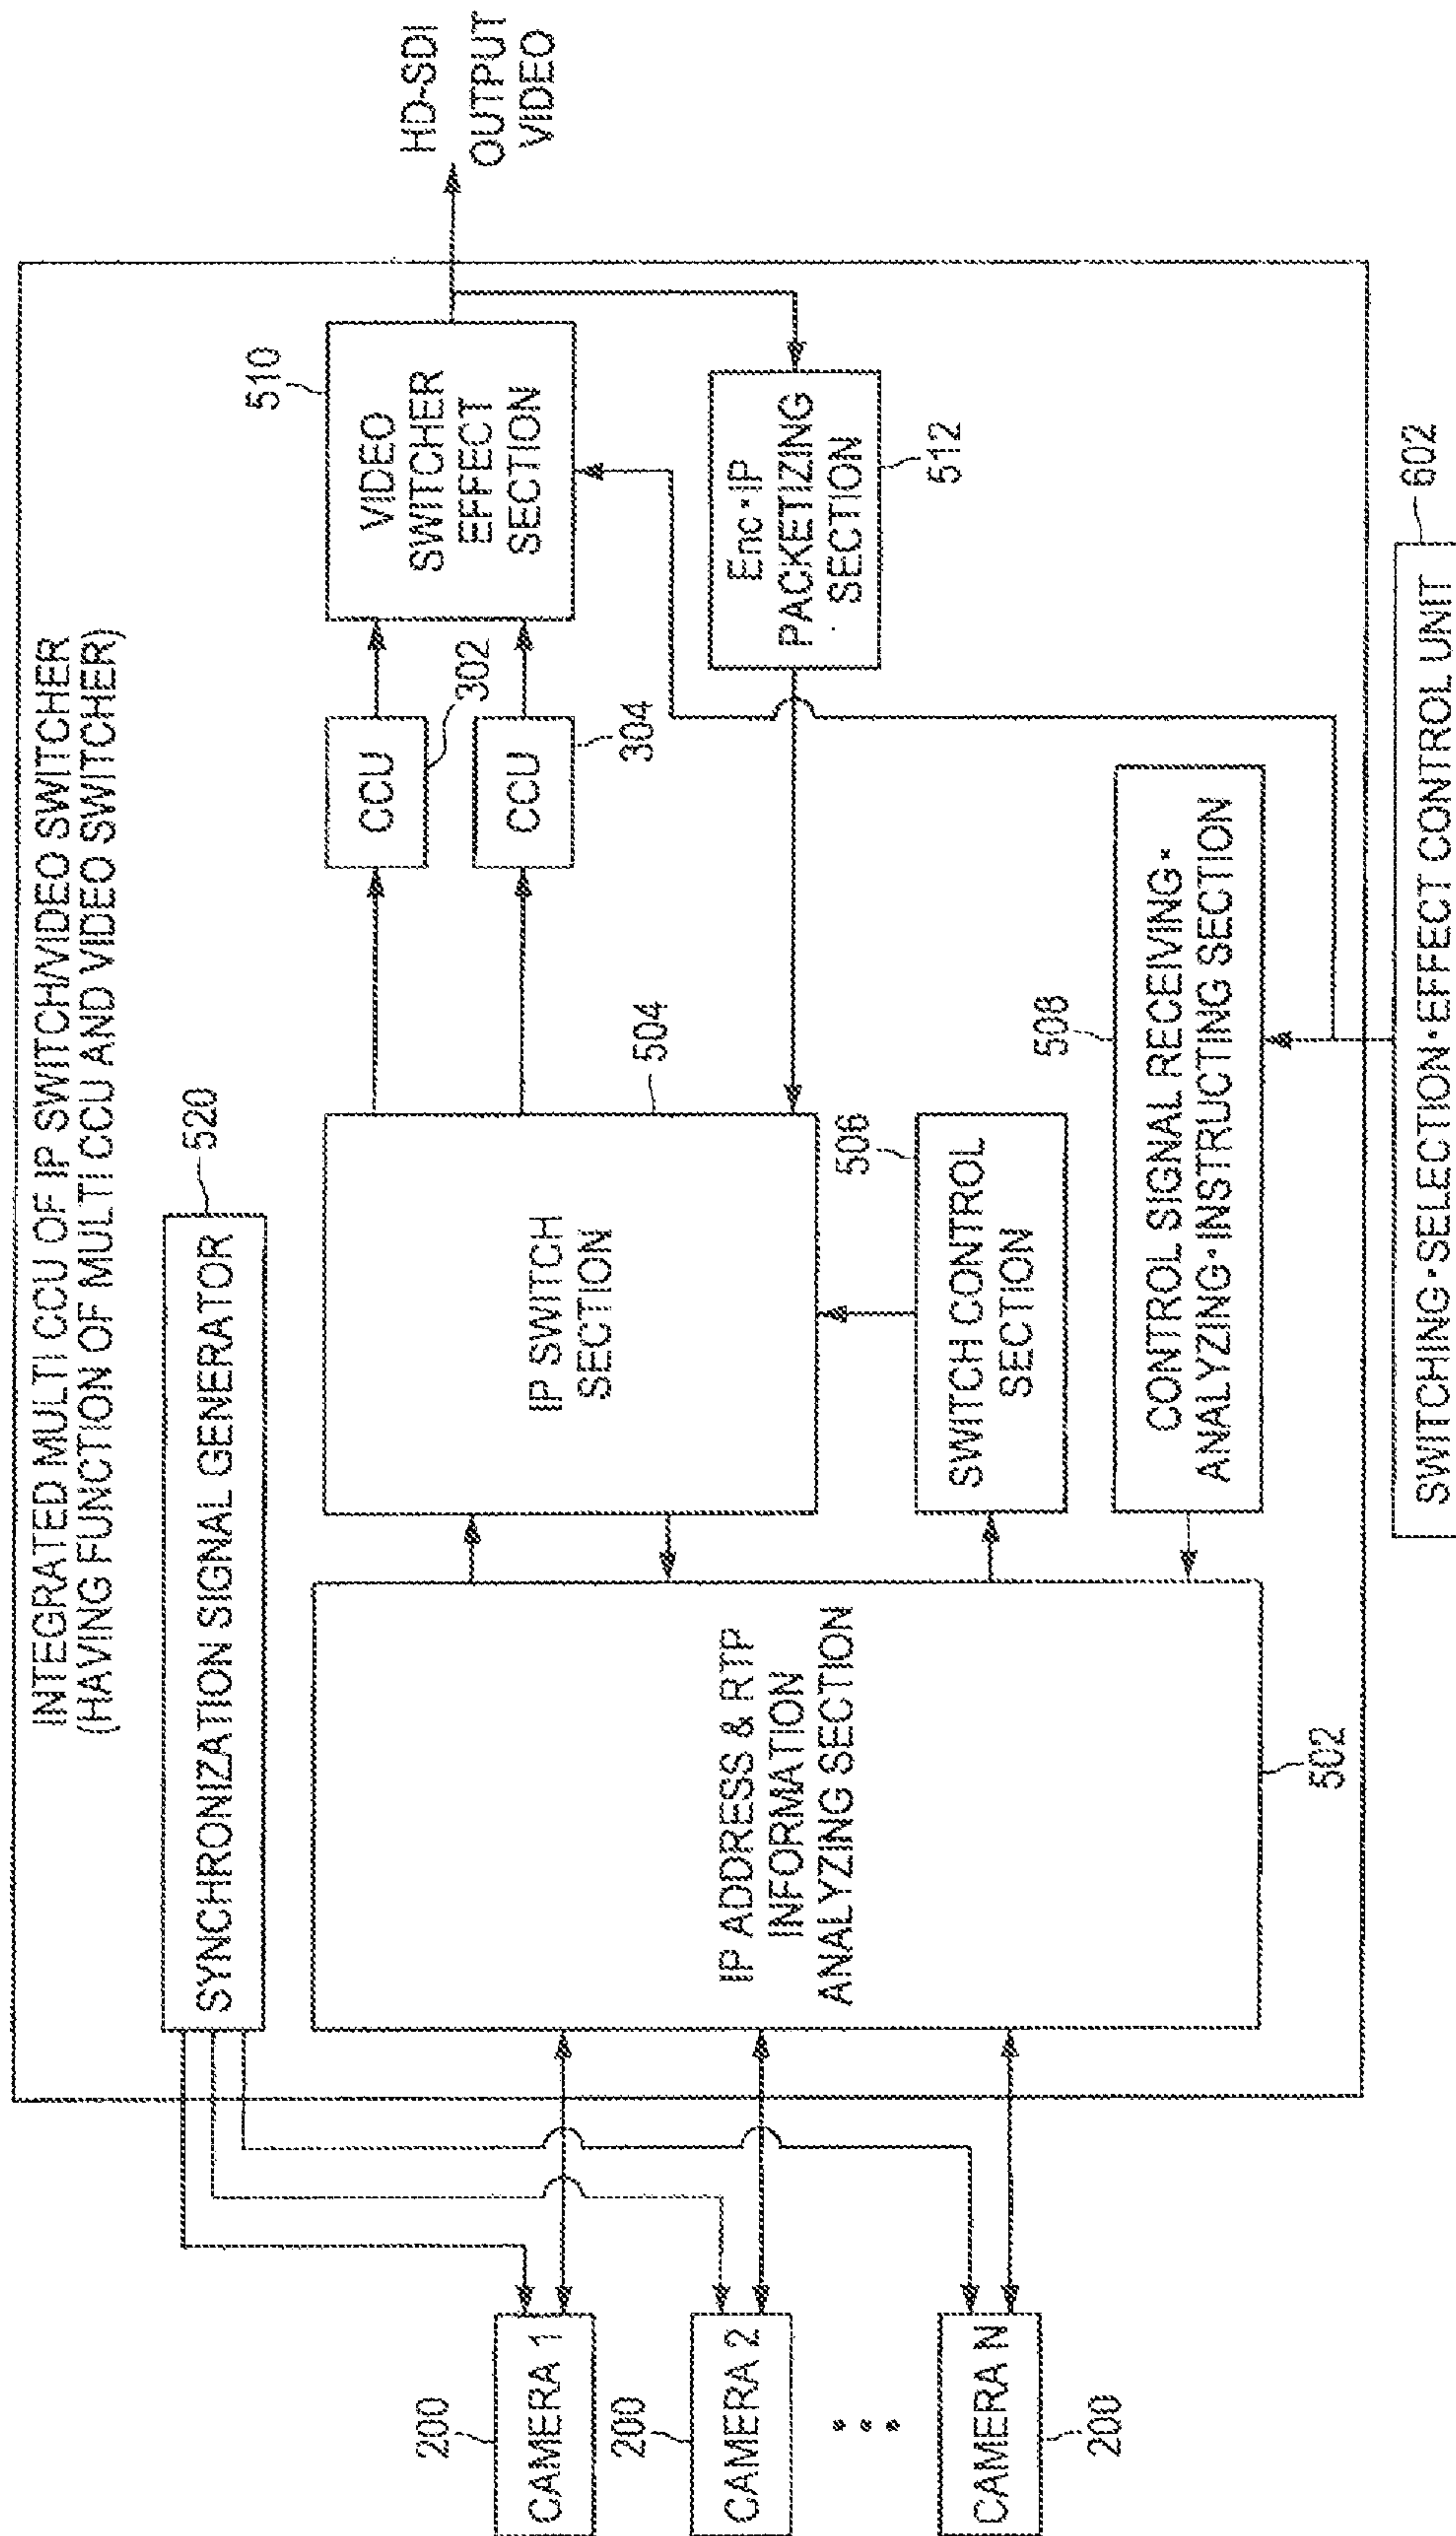 INTEGRATED MULTI CCU OF IP SWITCH/VIDEO SWITCHER
(HAVING FUNCTION OF MULTI CCU AND VIDEO SWITCHER)
520
SYNCHRONIZATION SIGNAL GENERATOR
200
CAMERA 1
200
CAMERA 2
CAMERA N
200
IP ADDRESS & RTP
INFORMATION
ANALYZING SECTION
502
IP SWITCH
SECTION
504
506
SWITCH CONTROL
SECTION
508
CONTROL SIGNAL RECEIVING•
ANALYZING•INSTRUCTING SECTION
CCU
302
CCU
304
510
VIDEO
SWITCHER
EFFECT
SECTION
Enc•IP
PACKETIZING
SECTION
512
HD-SDI
OUTPUT
VIDEO
602
SWITCHING•SELECTION•EFFECT CONTROL UNIT